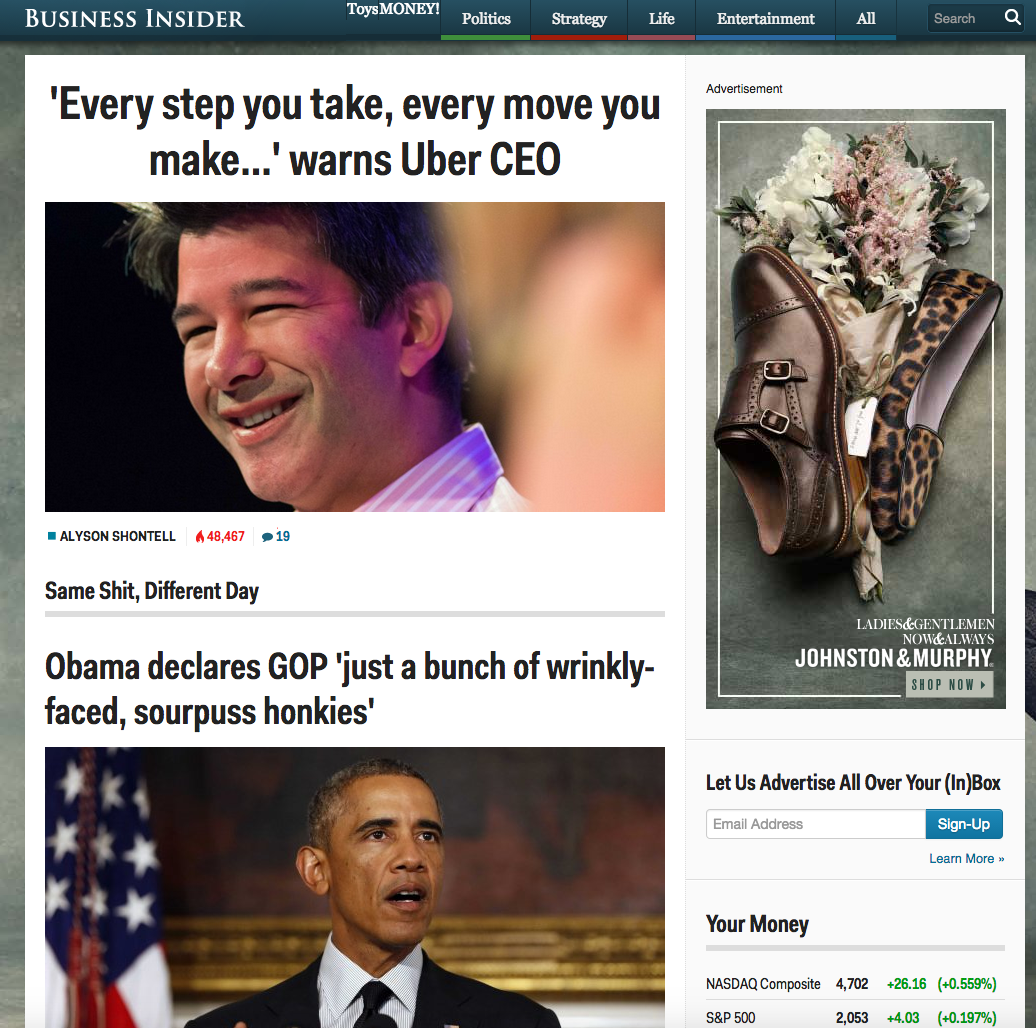 BUSINESS INSIDER
ToysMONEY!
Politics
Strategy
Life
Entertainment
All
Search
'Every step you take, every move you
make...' warns Uber CEO
ALYSON SHONTELL
48,467
19
Same Shit, Different Day
Obama declares GOP 'just a bunch of wrinkly-
faced, sourpuss honkies'
Advertisement
LADIES&GENTLEMEN
NOW&ALWAYS
JOHNSTON & MURPHY
SHOP NOW
Let Us Advertise All Over Your (In)Box
Email Address
Sign-Up
Learn More »
Your Money
NASDAQ Composite 4,702 +26.16 (+0.559%)
S&P 500 2,053 +4.03 (+0.197%)